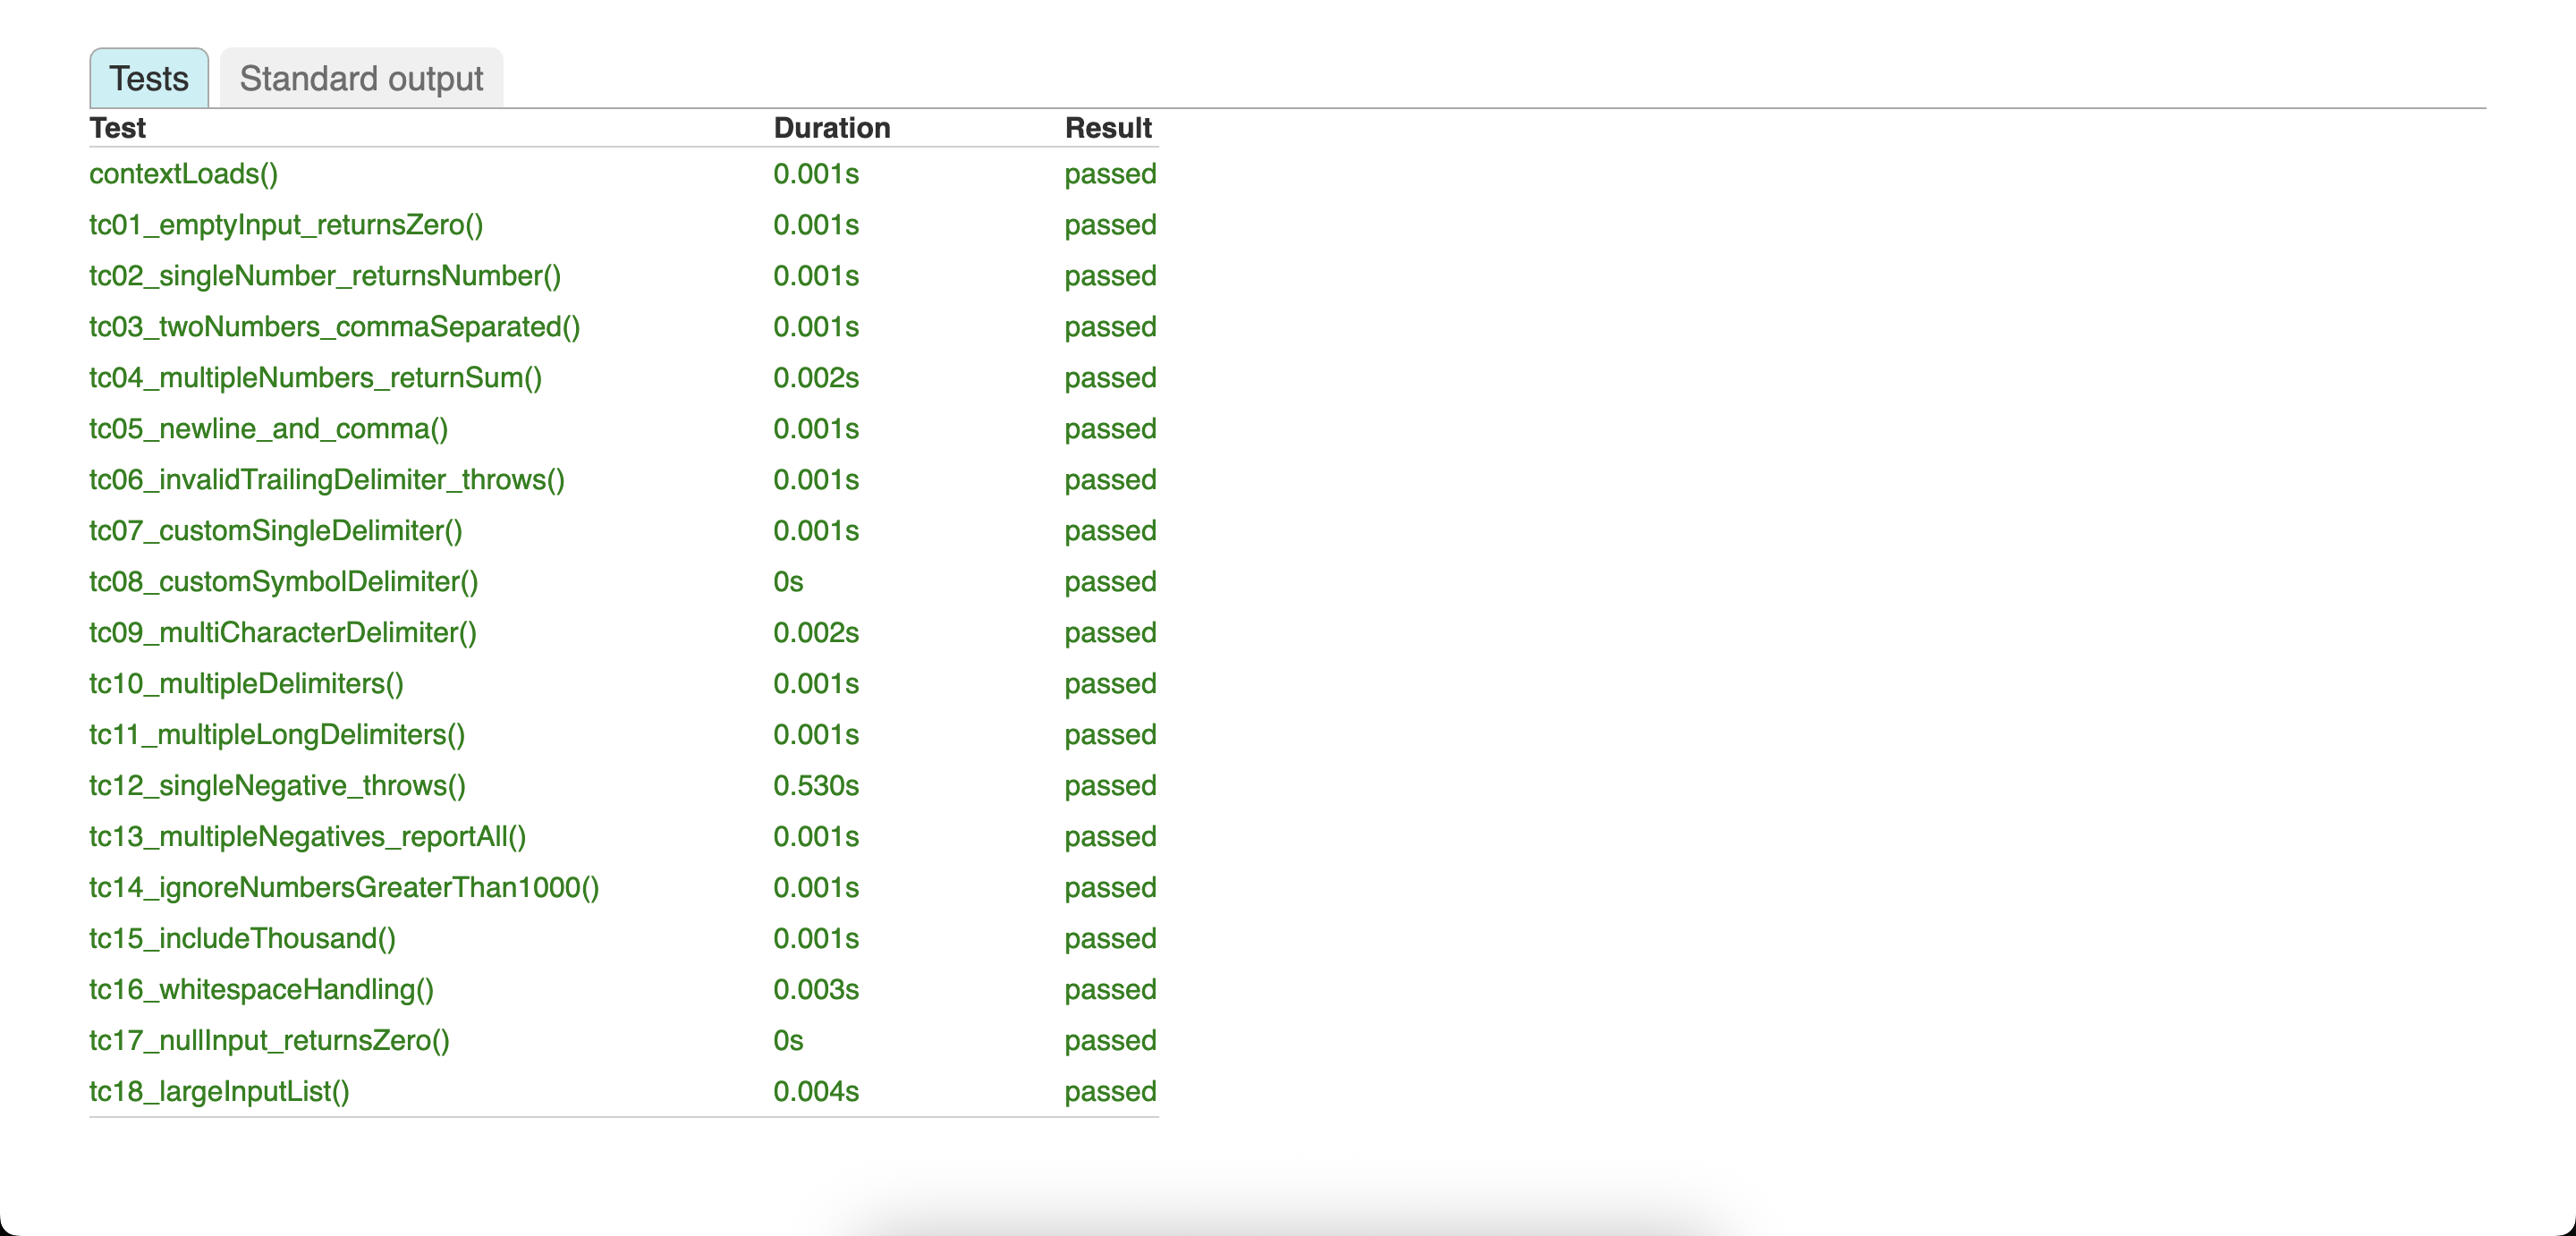 Tests Standard output
Test Duration Result
contextLoads() 0.001s passed
tc01_emptyInput_returnsZero() 0.001s passed
tc02_singleNumber_returnsNumber() 0.001s passed
tc03_twoNumbers_commaSeparated() 0.001s passed
tc04_multipleNumbers_returnSum() 0.002s passed
tc05_newline_and_comma() 0.001s passed
tc06_invalidTrailingDelimiter_throws() 0.001s passed
tc07_customSingleDelimiter() 0.001s passed
tc08_customSymbolDelimiter() 0s passed
tc09_multiCharacterDelimiter() 0.002s passed
tc10_multipleDelimiters() 0.001s passed
tc11_multipleLongDelimiters() 0.001s passed
tc12_singleNegative_throws() 0.530s passed
tc13_multipleNegatives_reportAll() 0.001s passed
tc14_ignoreNumbersGreaterThan1000() 0.001s passed
tc15_includeThousand() 0.001s passed
tc16_whitespaceHandling() 0.003s passed
tc17_nullInput_returnsZero() 0s passed
tc18_largeInputList() 0.004s passed